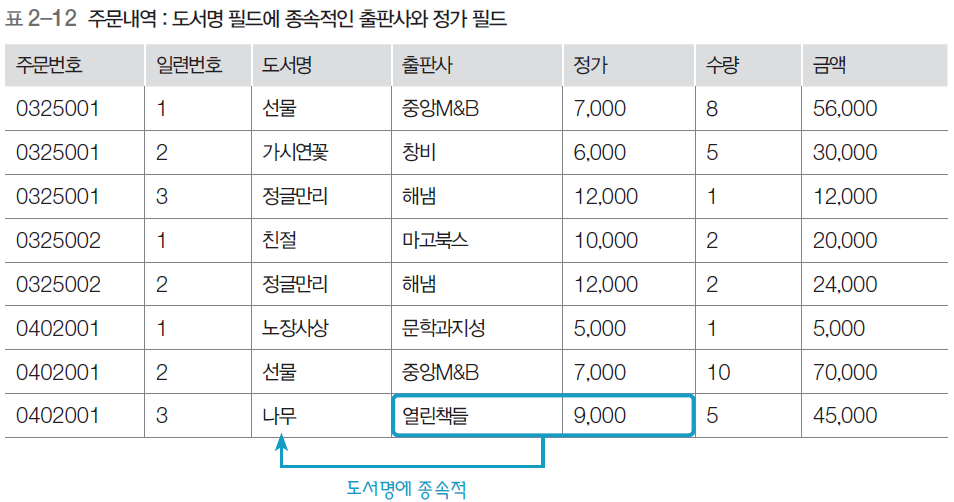 표 2-12 주문내역 : 도서명 필드에 종속적인 출판사와 정가 필드
주문번호 일련번호 도서명 출판사 정가 수량 금액
0325001 1 선물 중앙M&B 7,000 8 56,000
0325001 2 가시연꽃 창비 6,000 5 30,000
0325001 3 정글만리 해냄 12,000 1 12,000
0325002 1 친절 마고북스 10,000 2 20,000
0325002 2 정글만리 해냄 12,000 2 24,000
0402001 1 노장사상 문학과지성 5,000 1 5,000
0402001 2 선물 중앙M&B 7,000 10 70,000
0402001 3 나무 열린책들 9,000 5 45,000
도서명에 종속적